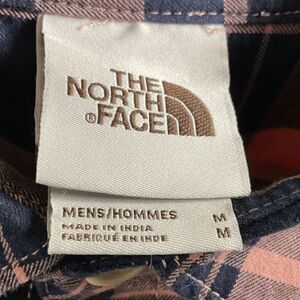 THE
NORTH
®FACE
MENS/HOMMES M
MADE IN INDIA M
FABRIQUÉ EN INDE